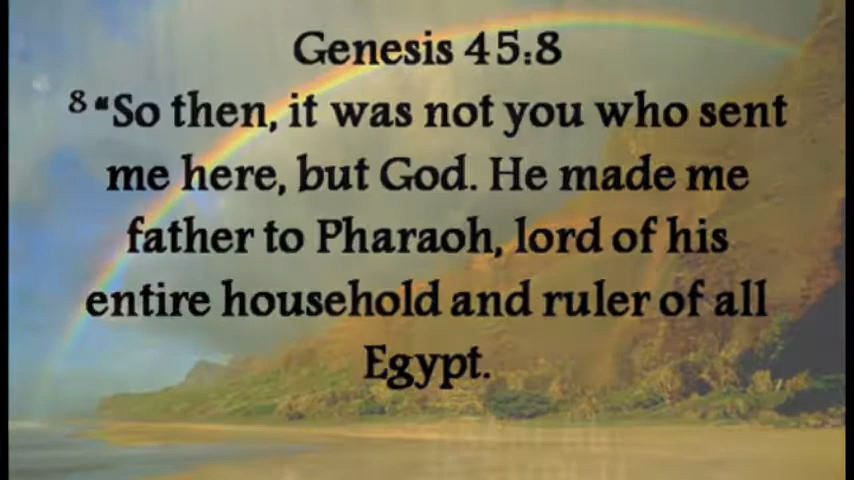 Genesis 45:8
8 “So then, it was not you who sent
me here, but God. He made me
father to Pharaoh, lord of his
entire household and ruler of all
Egypt.